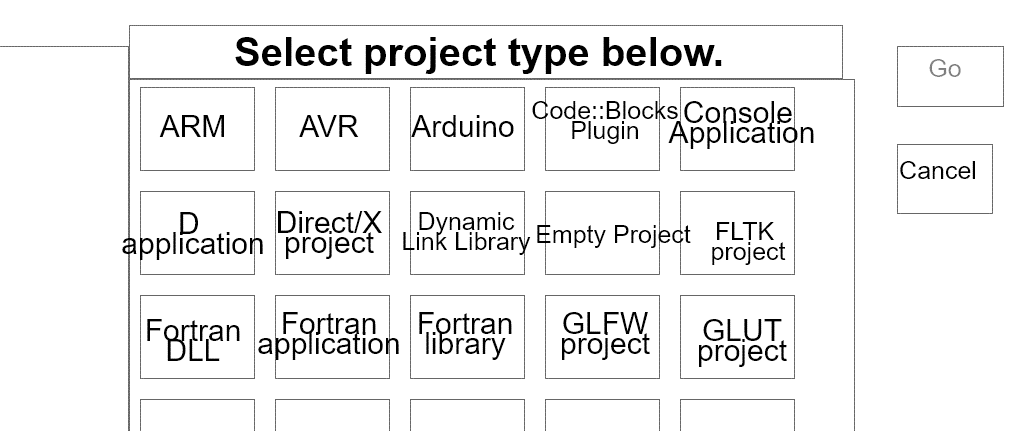 Select project type below.
Go
Cancel
ARM
AVR
Arduino
Code::Blocks
Plugin
Console
Application
D
application
Direct/X
project
Dynamic
Link Library
Empty Project
FLTK
project
Fortran
DLL
Fortran
application
Fortran
library
GLFW
project
GLUT
project